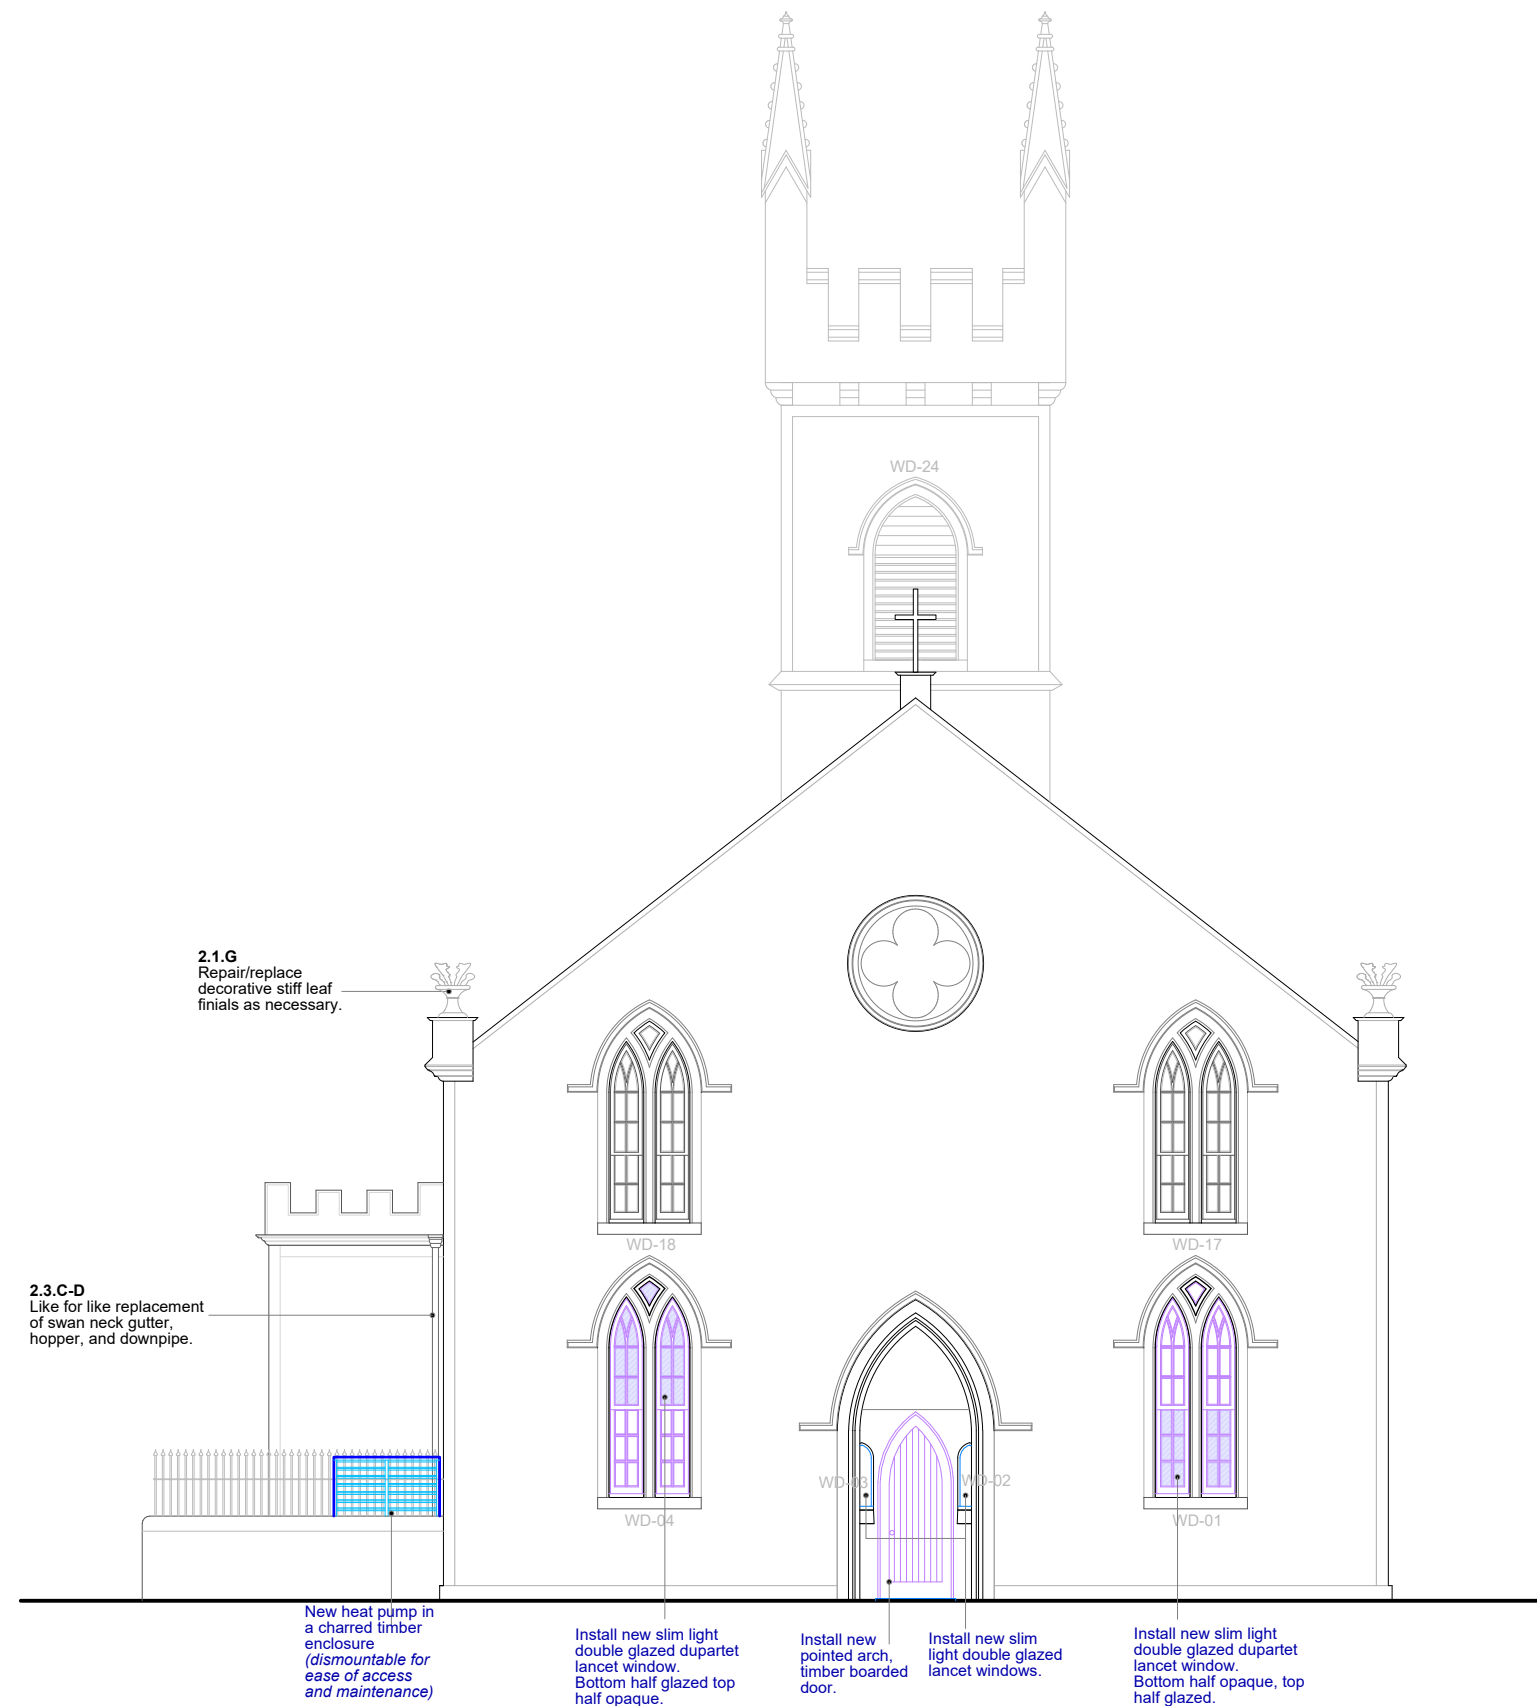 WD-24
2.1.G
Repair/replace
decorative stiff leaf
finials as necessary.
WD-18
WD-17
2.3.C-D
Like for like replacement
of swan neck gutter,
hopper, and downpipe.
WD-03
WD-02
WD-04
WD-01
New heat pump in
a charred timber
enclosure
(dismountable for
ease of access
and maintenance)
Install new slim light
double glazed dupartet
lancet window.
Bottom half glazed top
half opaque.
Install new
pointed arch,
timber boarded
door.
Install new slim
light double glazed
lancet windows.
Install new slim light
double glazed dupartet
lancet window.
Bottom half opaque, top
half glazed.